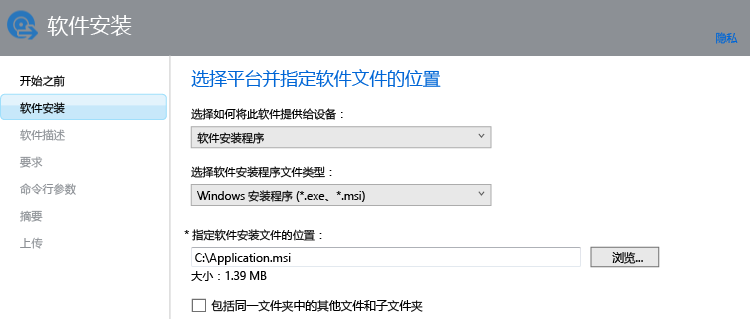 软件安装
隐私
开始之前
软件安装
软件描述
要求
命令行参数
摘要
上传
选择平台并指定软件文件的位置
选择如何将此软件提供给设备：
软件安装程序
选择软件安装程序文件类型：
Windows 安装程序 (*.exe、*.msi)
* 指定软件安装文件的位置：
C:\Application.msi
浏览...
大小：1.39 MB
包括同一文件夹中的其他文件和子文件夹